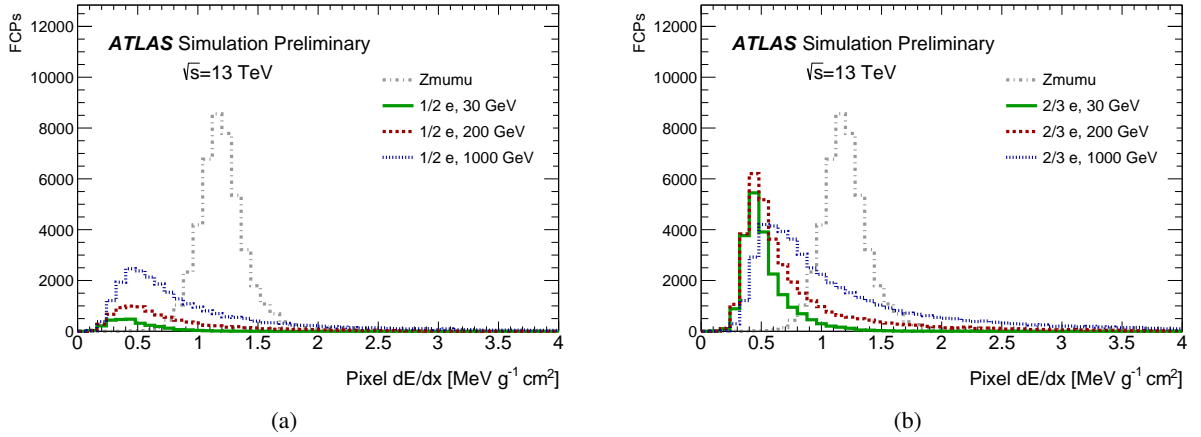 FCPs
12000
10000
8000
6000
4000
2000
0
ATLAS Simulation Preliminary
√s=13 TeV
Zmumu
1/2 e, 30 GeV
1/2 e, 200 GeV
1/2 e, 1000 GeV
0 0.5 1 1.5 2 2.5 3 3.5 4
Pixel dE/dx [MeV g⁻¹ cm²]
(a)
FCPs
12000
10000
8000
6000
4000
2000
0
ATLAS Simulation Preliminary
√s=13 TeV
Zmumu
2/3 e, 30 GeV
2/3 e, 200 GeV
2/3 e, 1000 GeV
0 0.5 1 1.5 2 2.5 3 3.5 4
Pixel dE/dx [MeV g⁻¹ cm²]
(b)